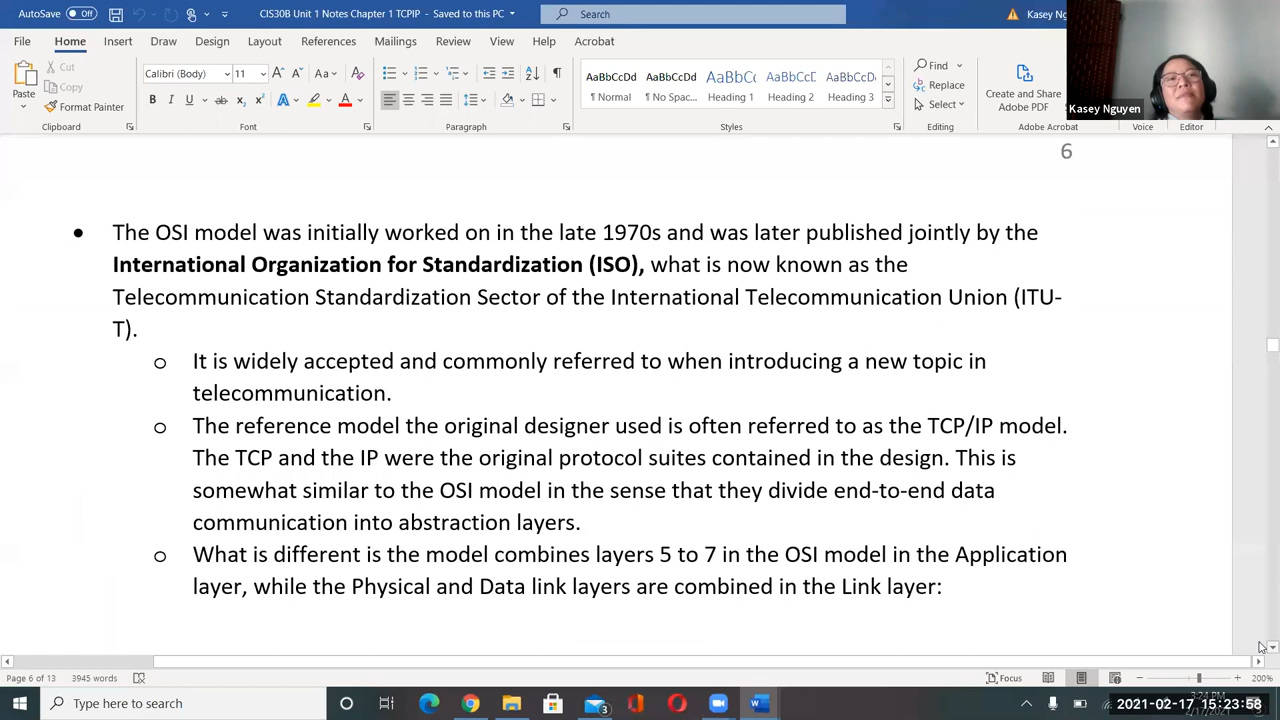 AutoSave Off CIS30B Unit 1 Notes Chapter 1 TCPIP - Saved to this PC Search Kasey Ng
File Home Insert Draw Design Layout References Mailings Review View Help Acrobat
Paste Cut Copy Format Painter
Calibri (Body) 11
AaBbCcDd AaBbCcDd AaBbC AaBbCcD AaBbCcD
¶ Normal ¶ No Spac... Heading 1 Heading 2 Heading 3
Find Replace Select
Create and Share Adobe PDF
Clipboard Font Paragraph Styles Editing Adobe Acrobat Voice Editor
Kasey Nguyen
6
• The OSI model was initially worked on in the late 1970s and was later published jointly by the
International Organization for Standardization (ISO), what is now known as the
Telecommunication Standardization Sector of the International Telecommunication Union (ITU-
T).
o It is widely accepted and commonly referred to when introducing a new topic in
telecommunication.
o The reference model the original designer used is often referred to as the TCP/IP model.
The TCP and the IP were the original protocol suites contained in the design. This is
somewhat similar to the OSI model in the sense that they divide end-to-end data
communication into abstraction layers.
o What is different is the model combines layers 5 to 7 in the OSI model in the Application
layer, while the Physical and Data link layers are combined in the Link layer:
Page 6 of 13 3945 words Focus 200%
Type here to search 3
3:24 PM
2021-02-17 15:23:58